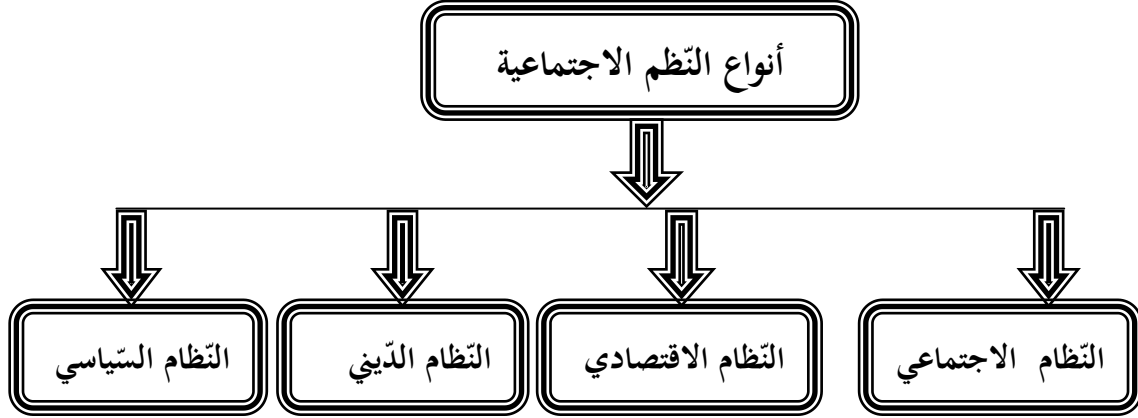 أنواع النّظم الاجتماعية
النّظام الاجتماعي
النّظام الاقتصادي
النّظام الدّيني
النّظام السّياسي